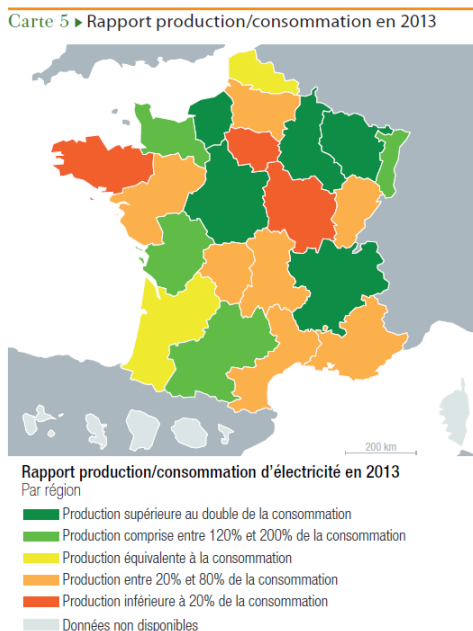 Carte 5 ▸ Rapport production/consommation en 2013
200 km
Rapport production/consommation d'électricité en 2013
Par région
Production supérieure au double de la consommation
Production comprise entre 120% et 200% de la consommation
Production équivalente à la consommation
Production entre 20% et 80% de la consommation
Production inférieure à 20% de la consommation
Données non disponibles